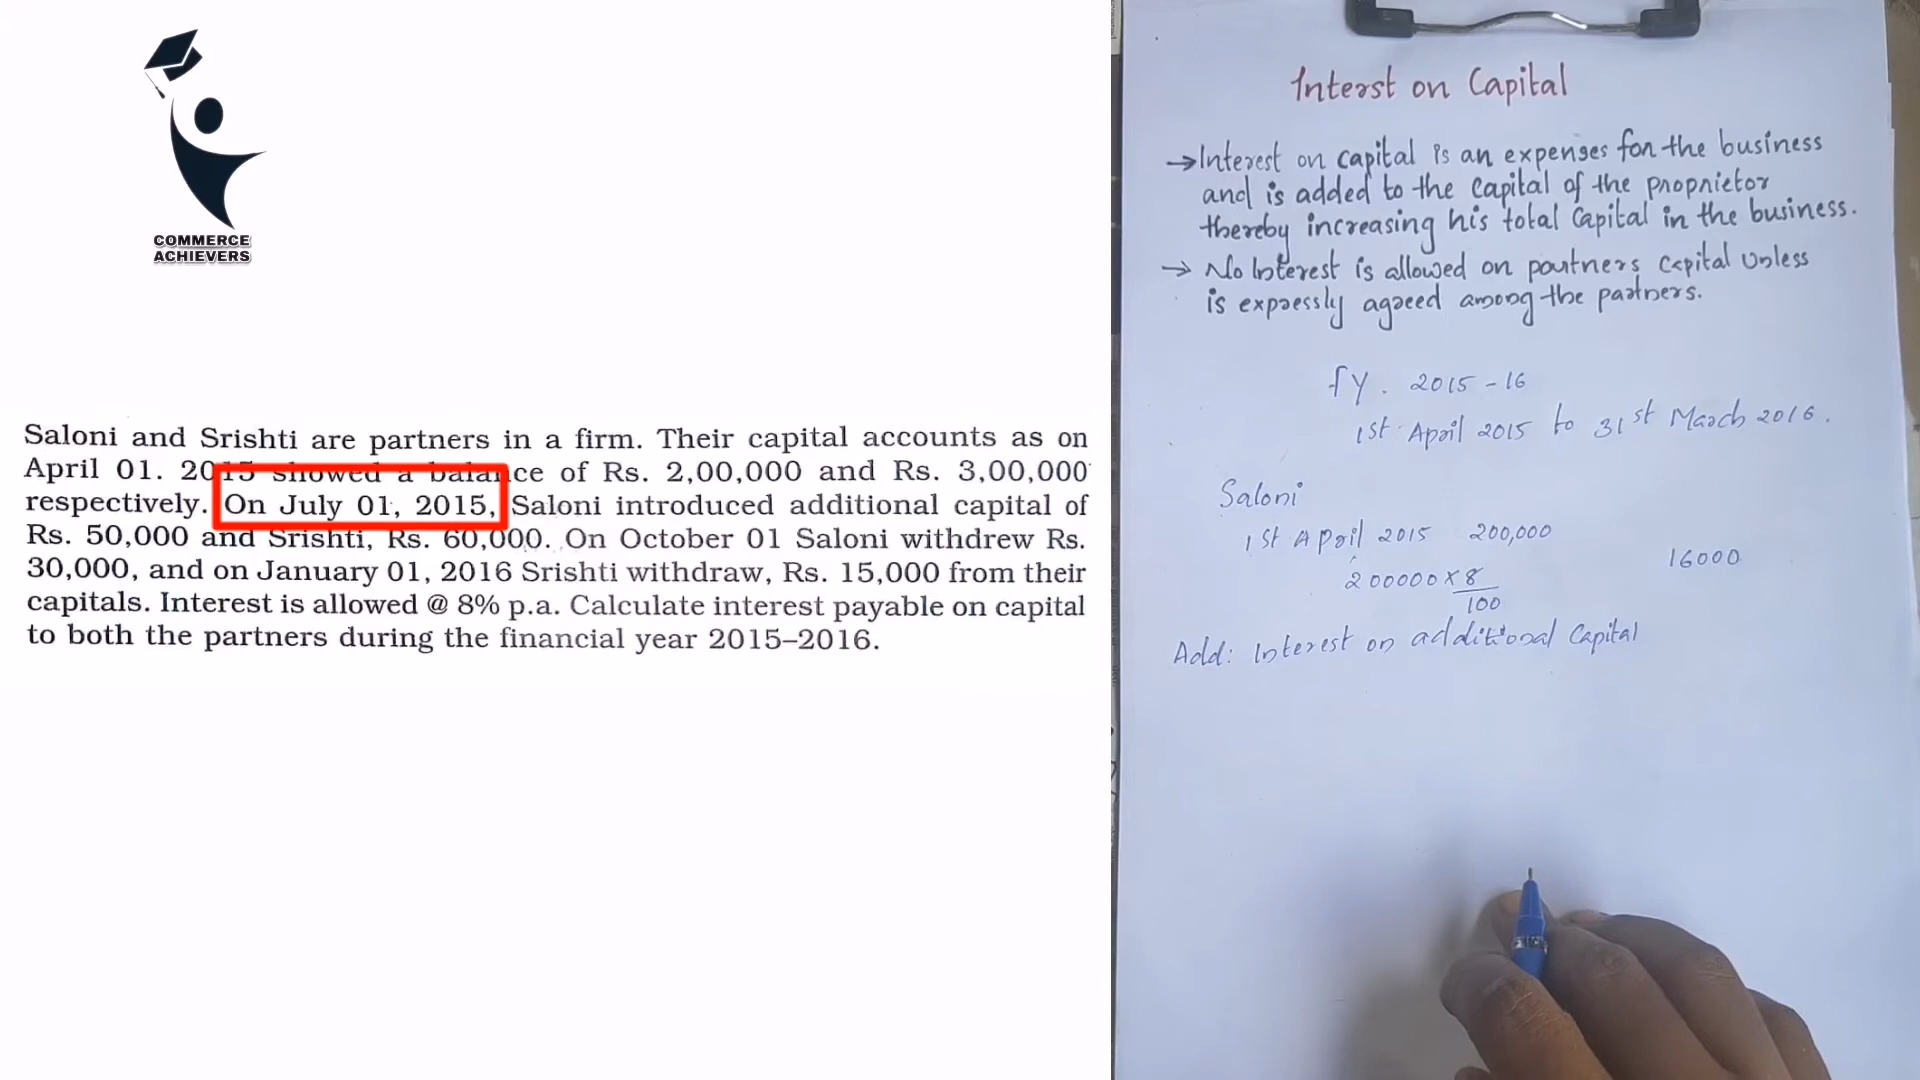 COMMERCE
ACHIEVERS
Saloni and Srishti are partners in a firm. Their capital accounts as on
April 01. 2015 showed a balance of Rs. 2,00,000 and Rs. 3,00,000
respectively. On July 01, 2015, Saloni introduced additional capital of
Rs. 50,000 and Srishti, Rs. 60,000. On October 01 Saloni withdrew Rs.
30,000, and on January 01, 2016 Srishti withdraw, Rs. 15,000 from their
capitals. Interest is allowed @ 8% p.a. Calculate interest payable on capital
to both the partners during the financial year 2015–2016.
Interst on Capital
→ Interest on capital is an expenses for the business
and is added to the capital of the proprietor
thereby increasing his total capital in the business.
→ No interest is allowed on partners capital unless
is expressly agreed among the partners.
FY. 2015-16
1st April 2015 to 31st March 2016.
Saloni
1st April 2015 200,000
200000 x 8
16000
100
Add: Interest on additional Capital